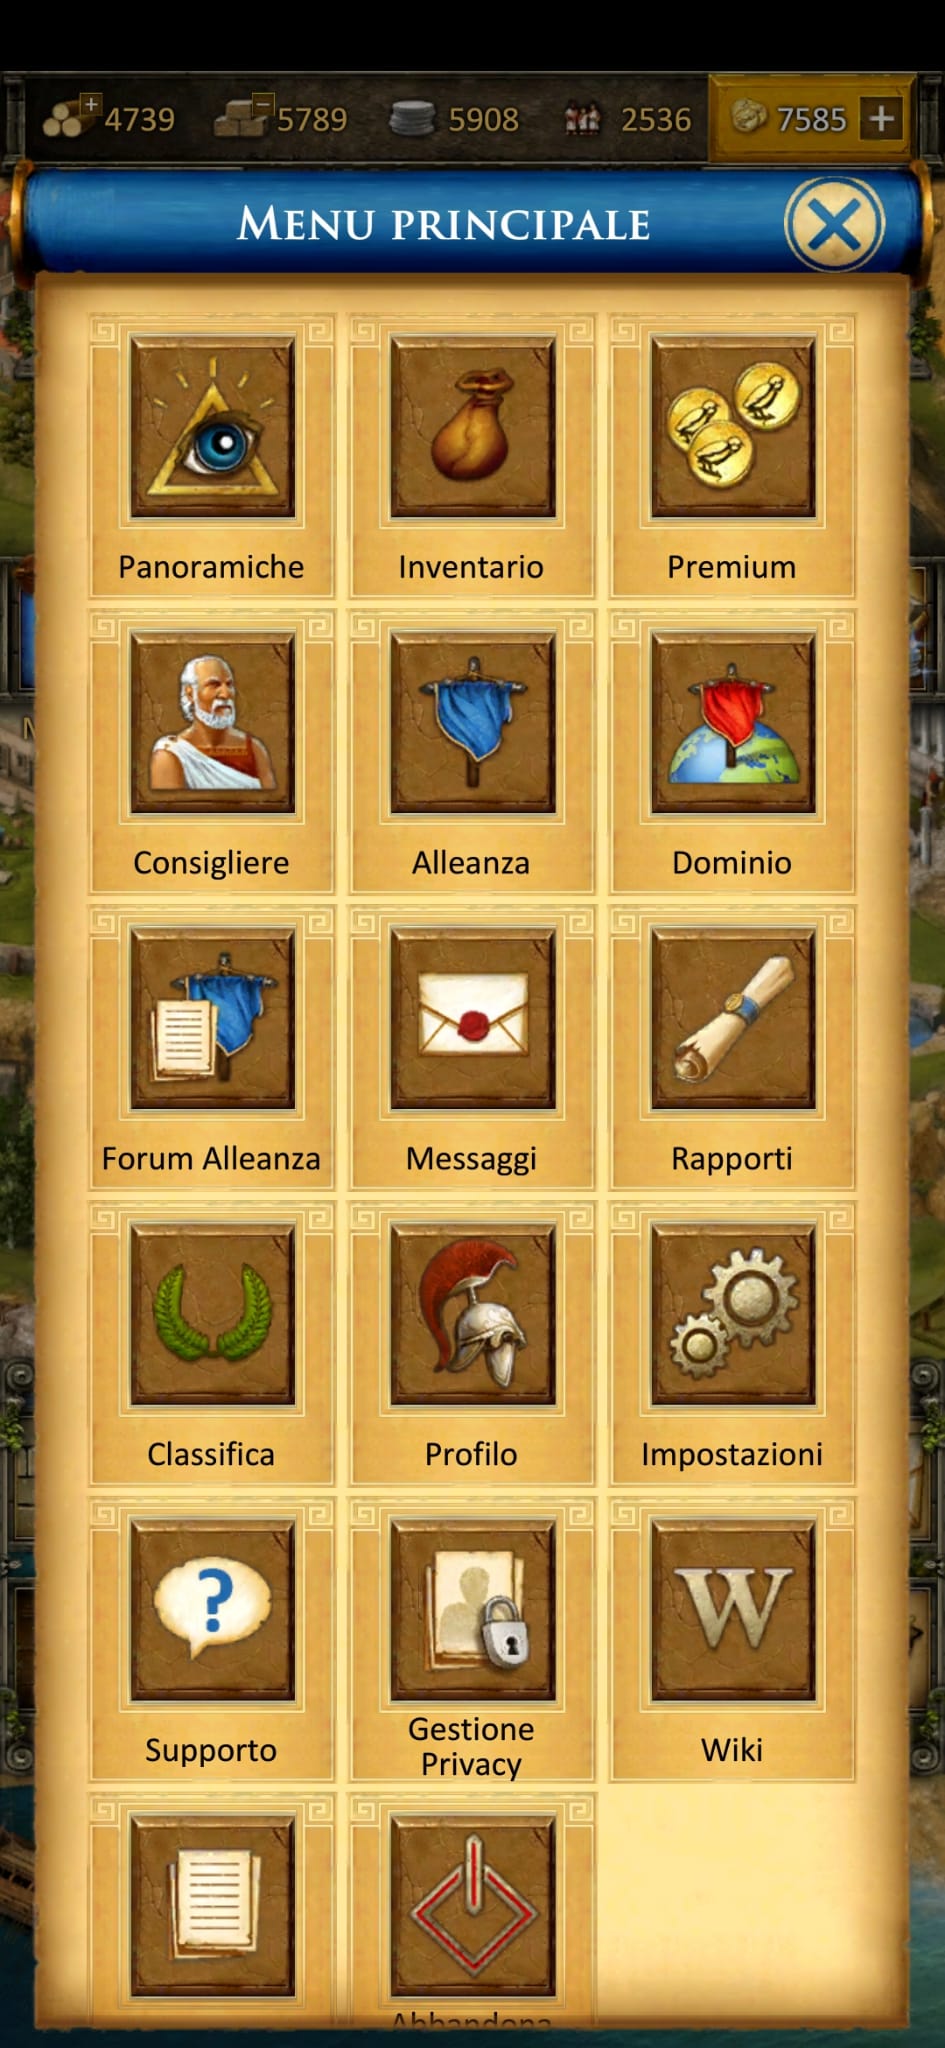 4739 5789 5908 2536 7585
MENU PRINCIPALE
Panoramiche Inventario Premium
Consigliere Alleanza Dominio
Forum Alleanza Messaggi Rapporti
Classifica Profilo Impostazioni
Supporto Gestione Privacy Wiki
W
Abbandona